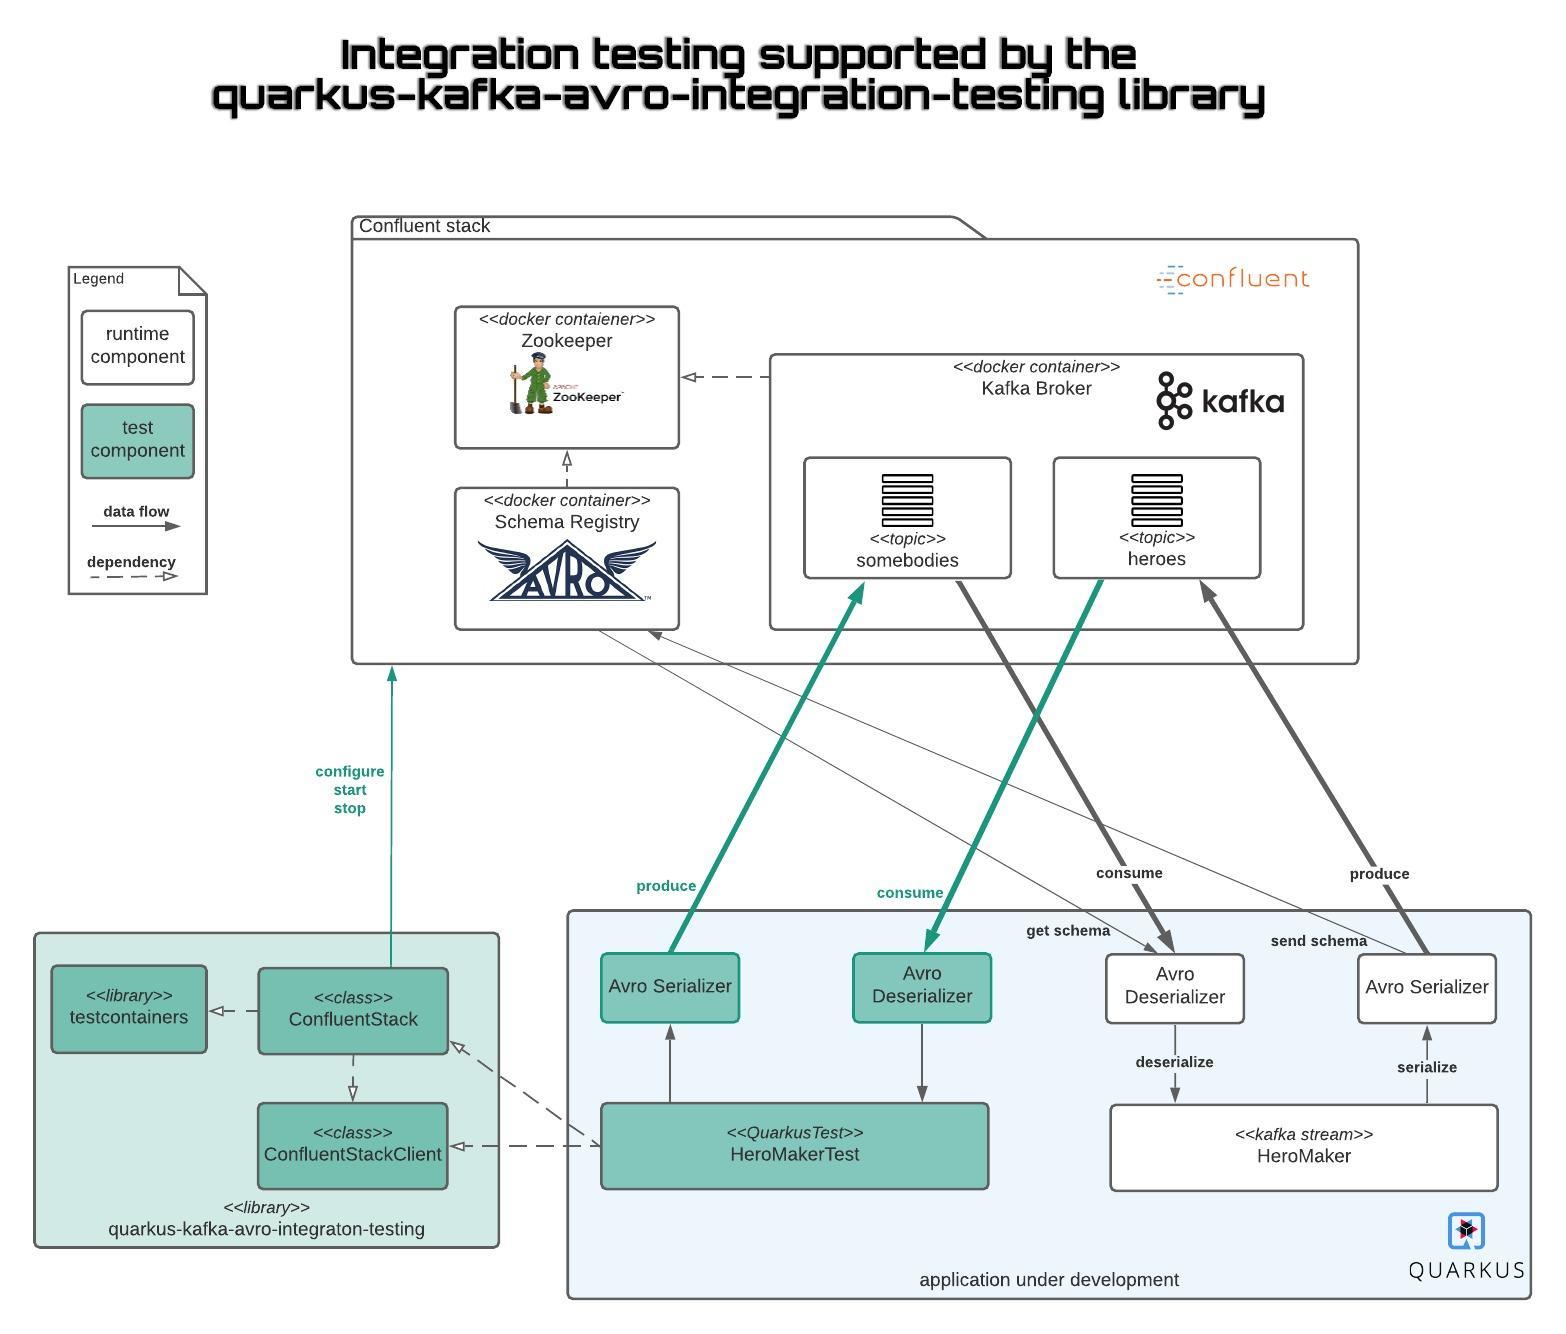 Integration testing supported by the
quarkus-kafka-avro-integration-testing library
Confluent stack
Legend
runtime
component
test
component
data flow
dependency
confluent
<<docker contaiener>>
Zookeeper
APACHE
ZooKeeper™
<<docker container>>
Kafka Broker
kafka
<<docker container>>
Schema Registry
AVRO™
<<topic>>
somebodies
<<topic>>
heroes
configure
start
stop
produce
consume
consume
produce
get schema
send schema
<<library>>
testcontainers
<<class>>
ConfluentStack
<<class>>
ConfluentStackClient
<<library>>
quarkus-kafka-avro-integraton-testing
Avro Serializer
Avro
Deserializer
Avro
Deserializer
Avro Serializer
deserialize
serialize
<<QuarkusTest>>
HeroMakerTest
<<kafka stream>>
HeroMaker
QUARKUS
application under development